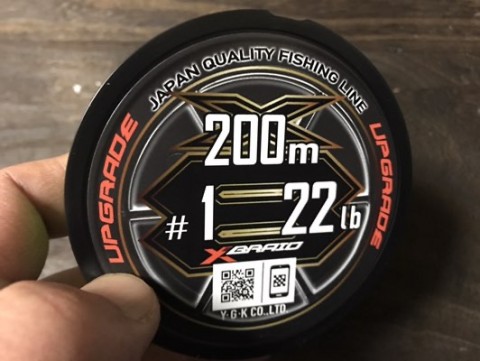 JAPAN QUALITY FISHING LINE
UPGRADE
UPGRADE
200m
#1 22lb
X BRAID
Y·G·K CO.,LTD